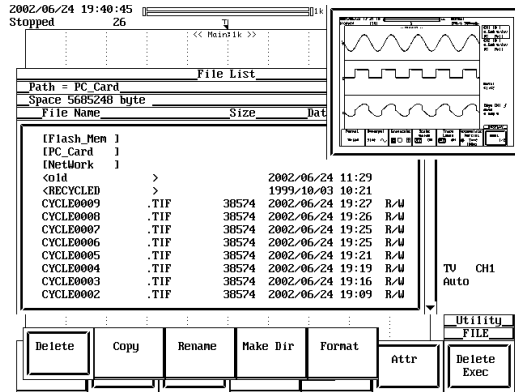 2002/06/24 19:40:45
1k
Stopped 26
<< Main:1k >>
File List
Path = PC_Card
Space 5685248 byte
File Name Size Dat
[Flash_Mem ]
[PC_Card ]
[NetWork ]
<old > 2002/06/24 11:29
<RECYCLED > 1999/10/03 10:21
CYCLE0009 .TIF 38574 2002/06/24 19:27 R/W
CYCLE0008 .TIF 38574 2002/06/24 19:26 R/W
CYCLE0007 .TIF 38574 2002/06/24 19:25 R/W
CYCLE0006 .TIF 38574 2002/06/24 19:25 R/W
CYCLE0005 .TIF 38574 2002/06/24 19:21 R/W
CYCLE0004 .TIF 38574 2002/06/24 19:19 R/W
CYCLE0003 .TIF 38574 2002/06/24 19:16 R/W
CYCLE0002 .TIF 38574 2002/06/24 19:09 R/W
TV CH1
Auto
Utility
FILE
Delete Copy Rename Make Dir Format Attr
Delete
Exec